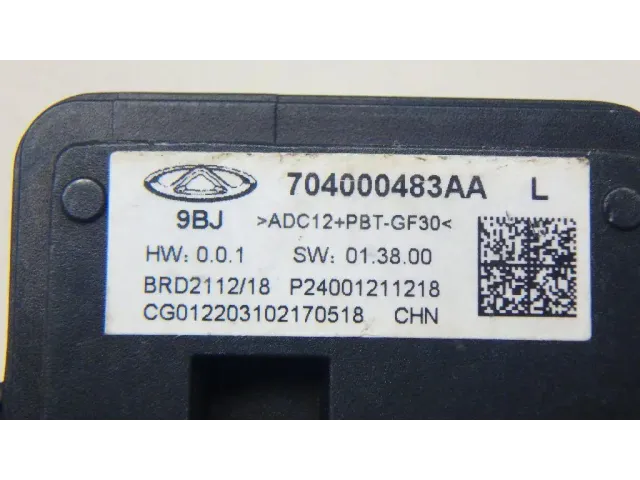 704000483AA L
9BJ >ADC12+PBT-GF30<
HW: 0.0.1 SW: 01.38.00
BRD2112/18 P24001211218
CG012203102170518 CHN